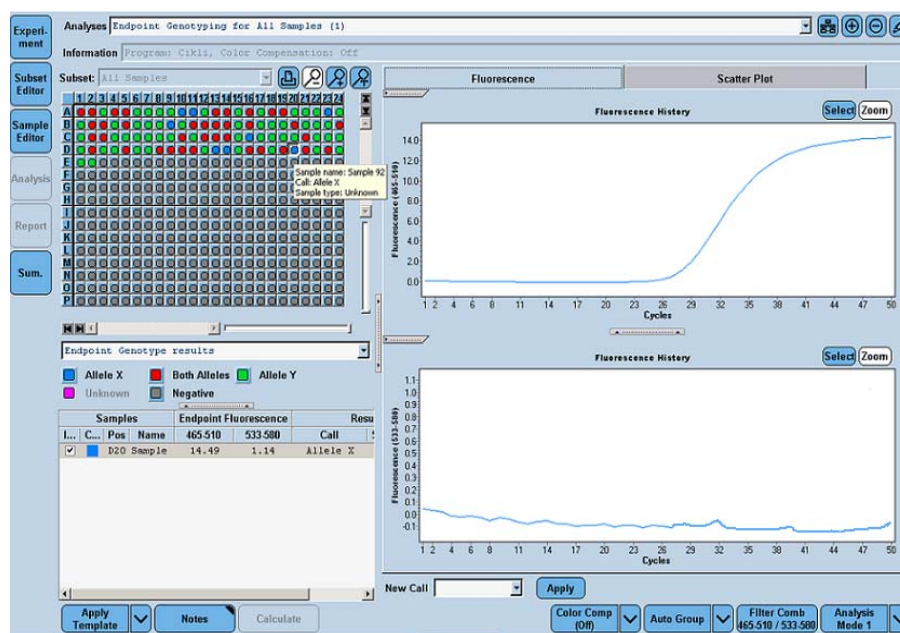 Analyses Endpoint Genotyping for All Samples (1)
Information Program: Cikli, Color Compensation: Off
Experi-
ment
Subset
Editor
Sample
Editor
Analysis
Report
Sum.
Subset: All Samples
1 2 3 4 5 6 7 8 9 10 11 12 13 14 15 16 17 18 19 20 21 22 23 24
A
B
C
D
E
F
G
H
I
J
K
L
M
N
O
P
Sample name: Sample 92
Call: Allele X
Sample type: Unknown
Endpoint Genotype results
Allele X Both Alleles Allele Y
Unknown Negative
Samples Endpoint Fluorescence Resu
I... C... Pos Name 465-510 533-580 Call
D20 Sample 14.49 1.14 Allele X
Fluorescence Scatter Plot
Fluorescence History Select Zoom
Fluorescence (465-510)
14.0
12.0
10.0
8.0
6.0
4.0
2.0
0.0
1 2 4 6 8 11 14 17 20 23 26 29 32 35 38 41 44 47 50
Cycles
Fluorescence History Select Zoom
Fluorescence (533-580)
1.1
1.0
0.9
0.8
0.7
0.6
0.5
0.4
0.3
0.2
0.1
0.0
-0.1
1 2 4 6 8 11 14 17 20 23 26 29 32 35 38 41 44 47 50
Cycles
New Call Apply
Apply
Template
Notes
Calculate
Color Comp
(Off)
Auto Group
Filter Comb
465-510 / 533-580
Analysis
Mode 1